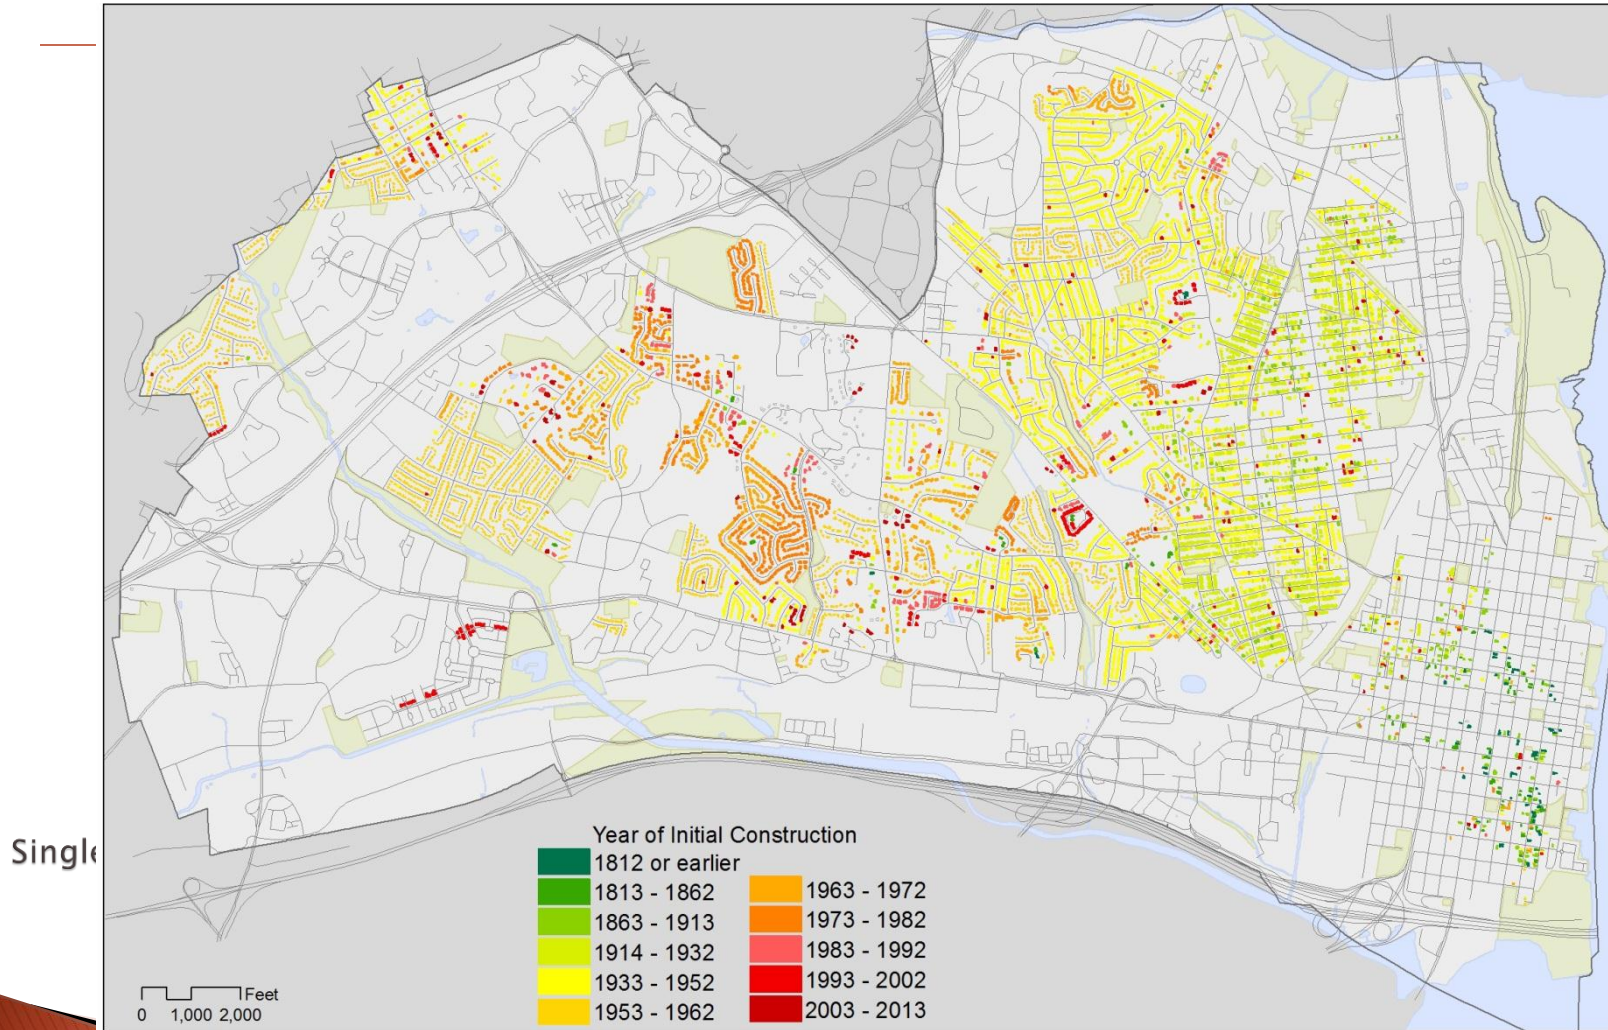 Single
Year of Initial Construction
1812 or earlier
1813 - 1862
1863 - 1913
1914 - 1932
1933 - 1952
1953 - 1962
1963 - 1972
1973 - 1982
1983 - 1992
1993 - 2002
2003 - 2013
Feet
0 1,000 2,000